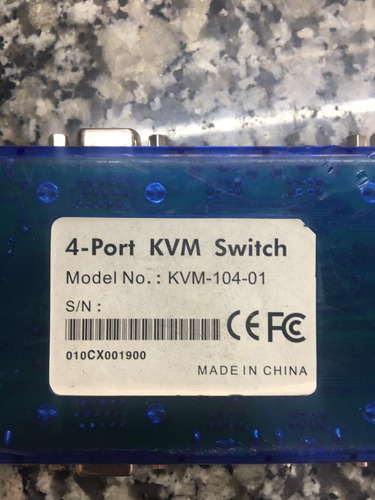 4-Port KVM Switch
Model No.: KVM-104-01
S/N :
CE FC
010CX001900
MADE IN CHINA